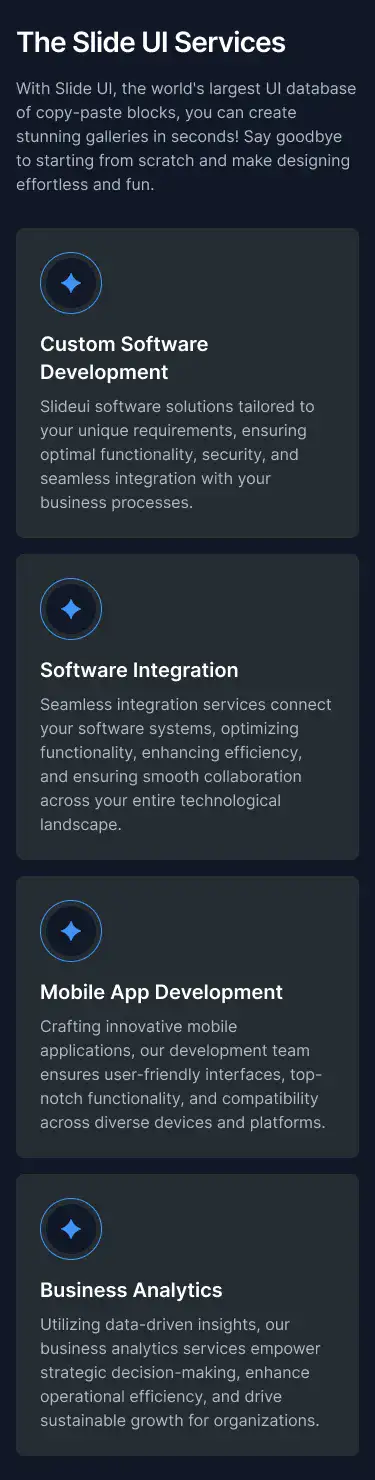 The Slide UI Services
With Slide UI, the world's largest UI database
of copy-paste blocks, you can create
stunning galleries in seconds! Say goodbye
to starting from scratch and make designing
effortless and fun.
Custom Software
Development
Slideui software solutions tailored to
your unique requirements, ensuring
optimal functionality, security, and
seamless integration with your
business processes.
Software Integration
Seamless integration services connect
your software systems, optimizing
functionality, enhancing efficiency,
and ensuring smooth collaboration
across your entire technological
landscape.
Mobile App Development
Crafting innovative mobile
applications, our development team
ensures user-friendly interfaces, top-
notch functionality, and compatibility
across diverse devices and platforms.
Business Analytics
Utilizing data-driven insights, our
business analytics services empower
strategic decision-making, enhance
operational efficiency, and drive
sustainable growth for organizations.